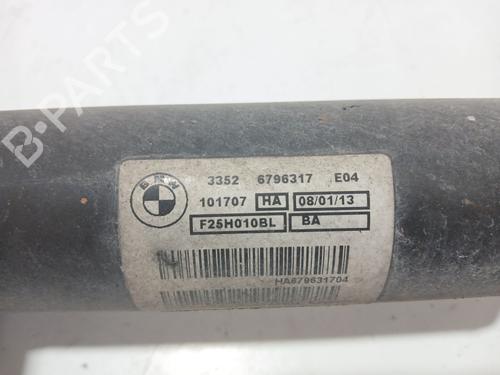 B-PARTS
BMW
3352 6796317 E04
101707 HA 08/01/13
F25H010BL BA
HA679631704